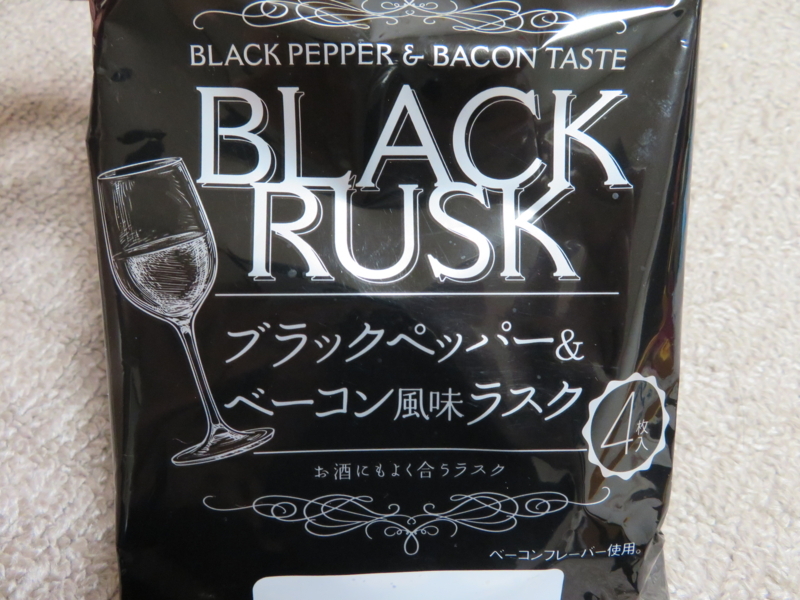 BLACK PEPPER & BACON TASTE
BLACK
RUSK
ブラックペッパー&
ベーコン風味ラスク
4枚入
お酒にもよく合うラスク
ベーコンフレーバー使用。